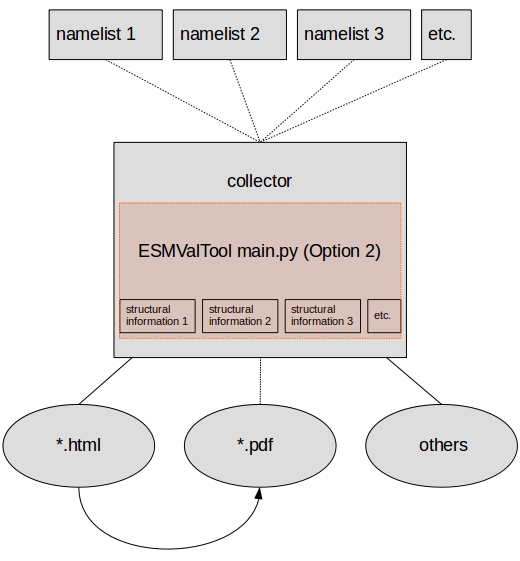 namelist 1
namelist 2
namelist 3
etc.
collector
ESMValTool main.py (Option 2)
structural
information 1
structural
information 2
structural
information 3
etc.
*.html
*.pdf
others